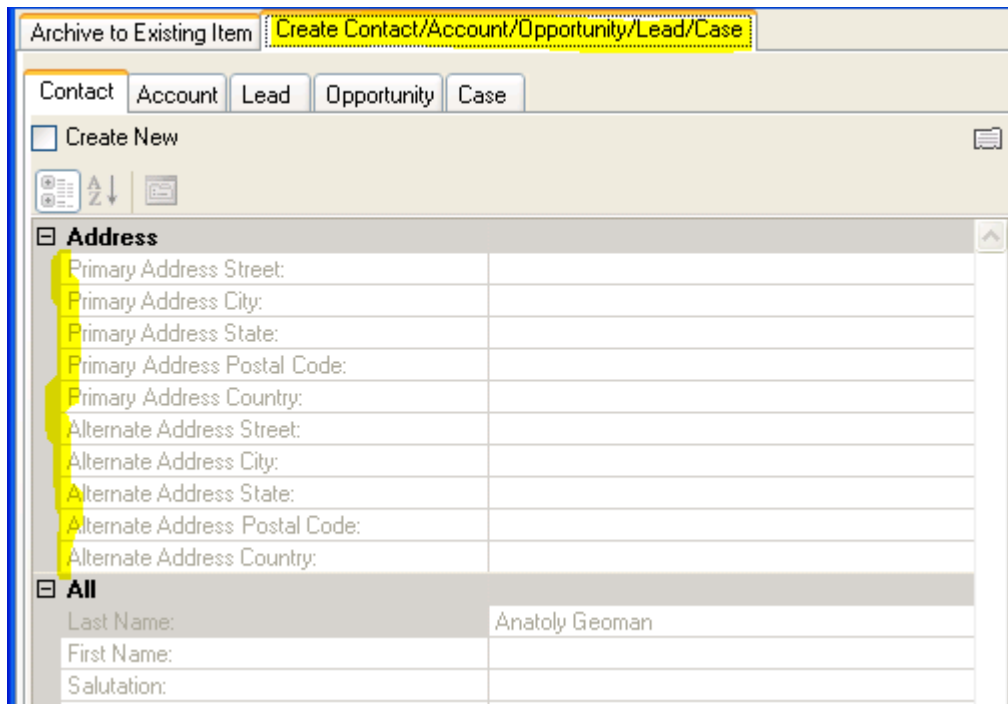 Archive to Existing Item Create Contact/Account/Opportunity/Lead/Case
Contact Account Lead Opportunity Case
Create New
A Z
Address
Primary Address Street:
Primary Address City:
Primary Address State:
Primary Address Postal Code:
Primary Address Country:
Alternate Address Street:
Alternate Address City:
Alternate Address State:
Alternate Address Postal Code:
Alternate Address Country:
All
Last Name: Anatoly Geoman
First Name:
Salutation: